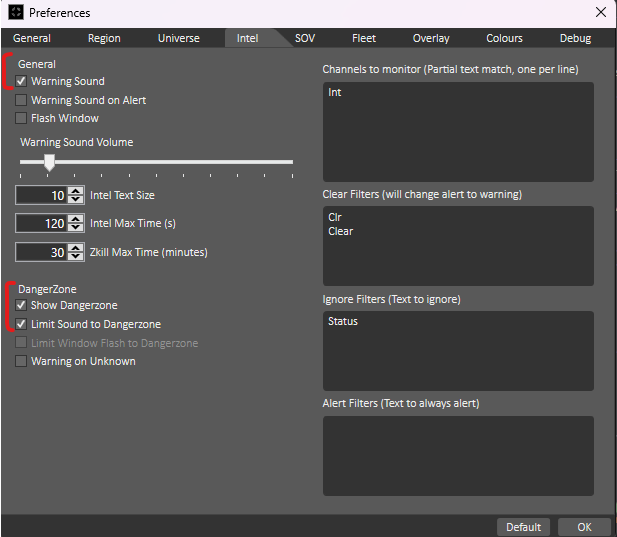 Preferences
General Region Universe Intel SOV Fleet Overlay Colours Debug
General
Warning Sound
Warning Sound on Alert
Flash Window
Warning Sound Volume
10 Intel Text Size
120 Intel Max Time (s)
30 Zkill Max Time (minutes)
DangerZone
Show Dangerzone
Limit Sound to Dangerzone
Limit Window Flash to Dangerzone
Warning on Unknown
Channels to monitor (Partial text match, one per line)
Int
Clear Filters (will change alert to warning)
Clr
Clear
Ignore Filters (Text to ignore)
Status
Alert Filters (Text to always alert)
Default OK